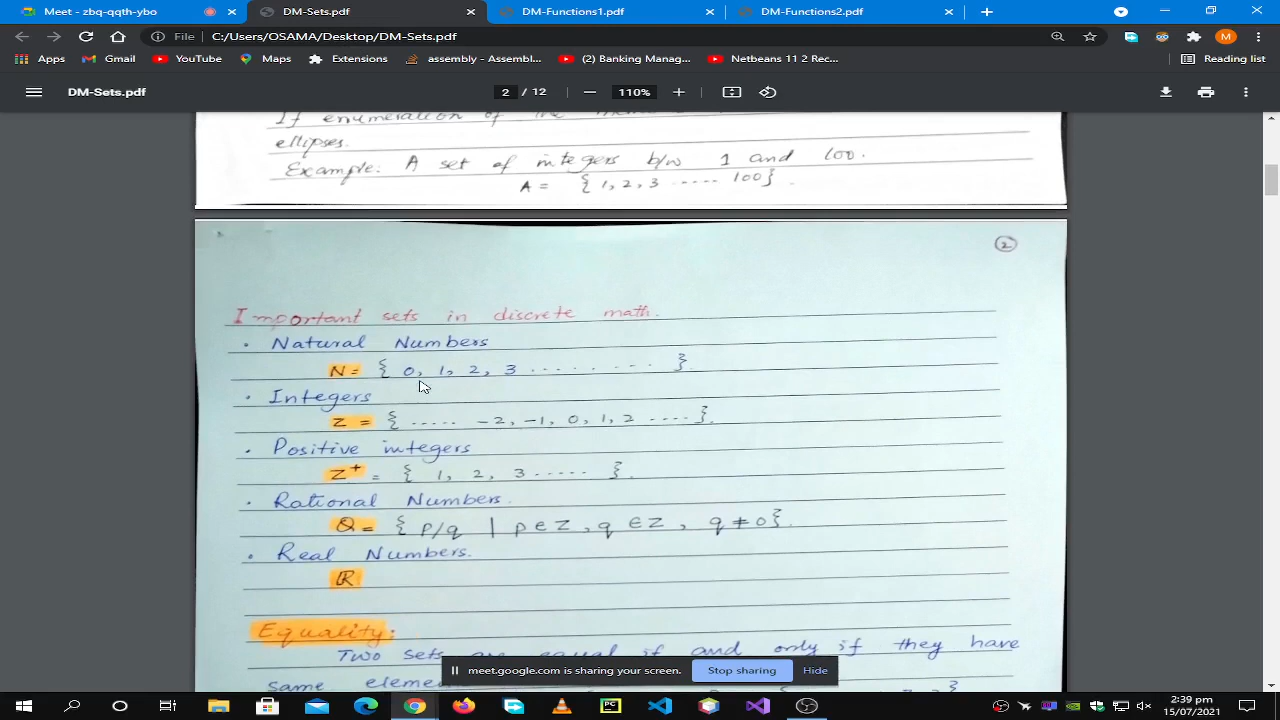 Meet - zbq-qqth-ybo
DM-Sets.pdf
DM-Functions1.pdf
DM-Functions2.pdf
File
C:/Users/OSAMA/Desktop/DM-Sets.pdf
Apps
Gmail
YouTube
Maps
Extensions
assembly - Assembl...
(2) Banking Manag...
Netbeans 11 2 Rec...
Reading list
DM-Sets.pdf
2 / 12
110%
If enumeration of the
ellipses.
Example: A set of integers b/w 1 and 100.
A = { 1, 2, 3 ..... 100}
2
Important sets in discrete math.
• Natural Numbers
N = { 0, 1, 2, 3 ........ }
• Integers
Z = { ..... -2, -1, 0, 1, 2 ....}.
• Positive integers
Z+ = { 1, 2, 3 ..... }.
• Rational Numbers.
Q = { p/q | p ∈ Z, q ∈ Z, q ≠ 0}.
• Real Numbers.
ℝ
Equality:
Two sets are equal if and only if they have
same
meet.google.com is sharing your screen.
Stop sharing
Hide
2:39 pm
15/07/2021